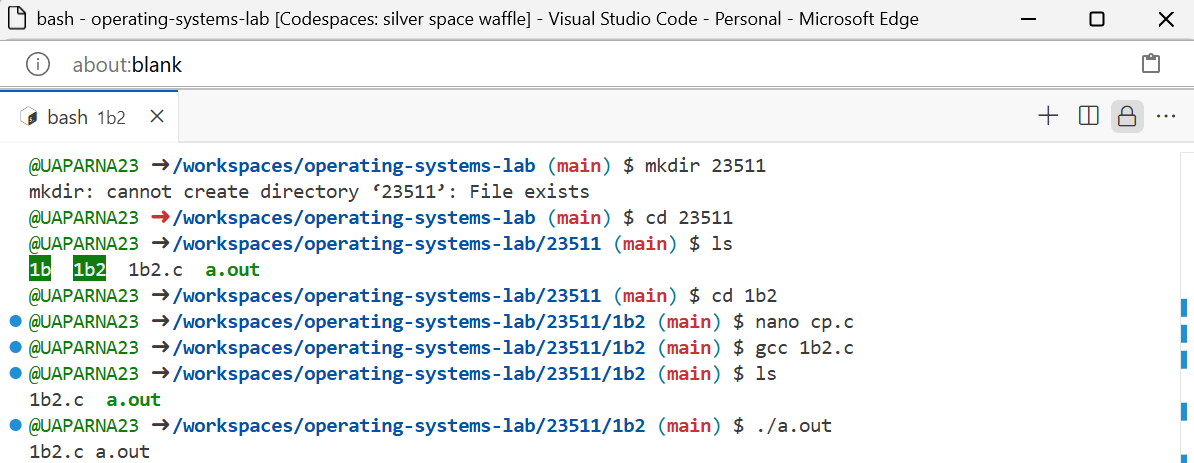 bash - operating-systems-lab [Codespaces: silver space waffle] - Visual Studio Code - Personal - Microsoft Edge
about:blank
bash 1b2
@UAPARNA23 ➜/workspaces/operating-systems-lab (main) $ mkdir 23511
mkdir: cannot create directory ‘23511’: File exists
@UAPARNA23 ➜/workspaces/operating-systems-lab (main) $ cd 23511
@UAPARNA23 ➜/workspaces/operating-systems-lab/23511 (main) $ ls
1b  1b2  1b2.c  a.out
@UAPARNA23 ➜/workspaces/operating-systems-lab/23511 (main) $ cd 1b2
@UAPARNA23 ➜/workspaces/operating-systems-lab/23511/1b2 (main) $ nano cp.c
@UAPARNA23 ➜/workspaces/operating-systems-lab/23511/1b2 (main) $ gcc 1b2.c
@UAPARNA23 ➜/workspaces/operating-systems-lab/23511/1b2 (main) $ ls
1b2.c  a.out
@UAPARNA23 ➜/workspaces/operating-systems-lab/23511/1b2 (main) $ ./a.out
1b2.c a.out